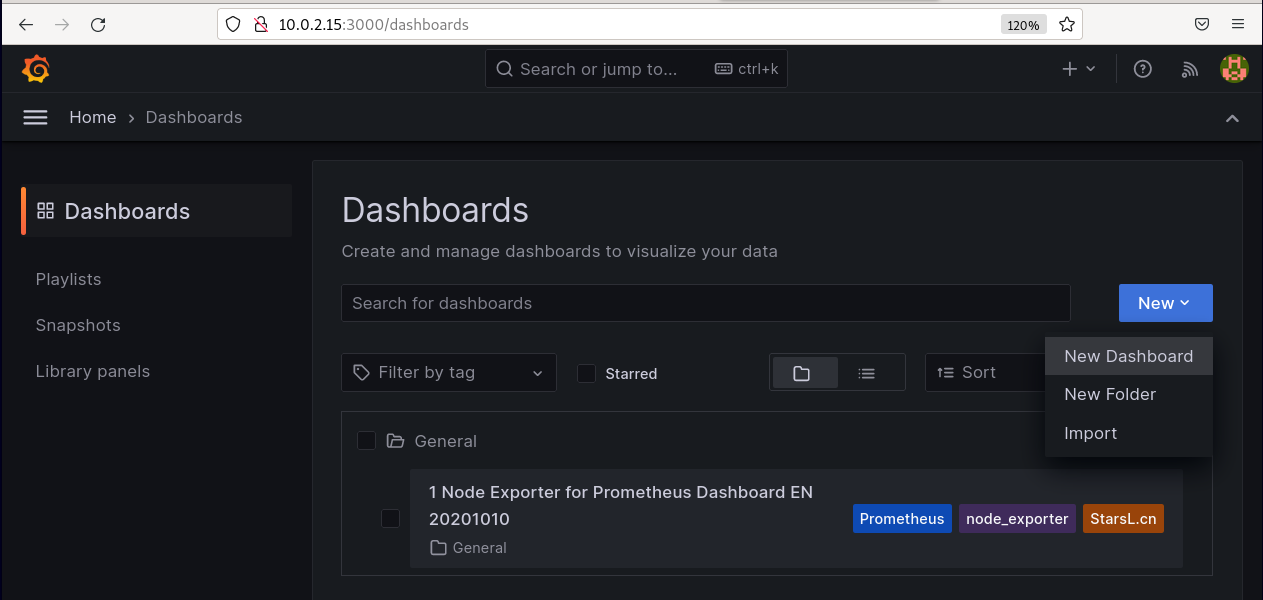 10.0.2.15:3000/dashboards
120%
Search or jump to...
ctrl+k
Home › Dashboards
Dashboards
Playlists
Snapshots
Library panels
Dashboards
Create and manage dashboards to visualize your data
Search for dashboards
New
New Dashboard
New Folder
Import
Filter by tag
Starred
Sort
General
1 Node Exporter for Prometheus Dashboard EN
20201010
General
Prometheus
node_exporter
StarsL.cn